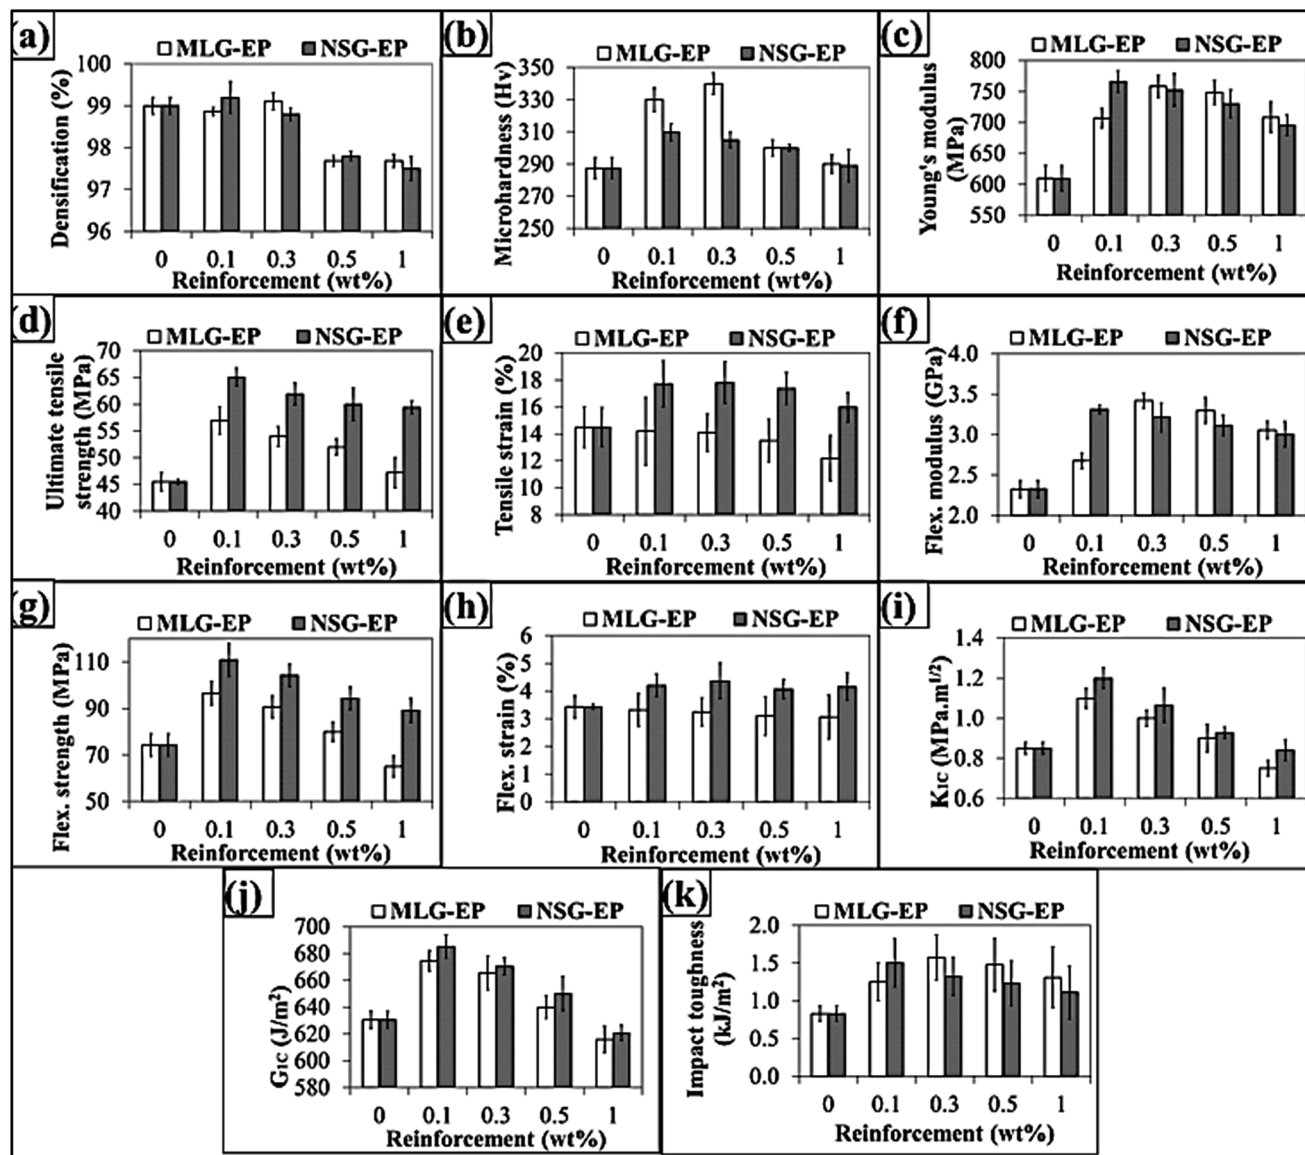 (a)
MLG-EP NSG-EP
Densification (%)
100
99
98
97
96
0 0.1 0.3 0.5 1
Reinforcement (wt%)
(b)
MLG-EP NSG-EP
Microhardness (Hv)
350
330
310
290
270
250
0 0.1 0.3 0.5 1
Reinforcement (wt%)
(c)
MLG-EP NSG-EP
Young's modulus
(MPa)
800
750
700
650
600
550
0 0.1 0.3 0.5 1
Reinforcement (wt%)
(d)
MLG-EP NSG-EP
Ultimate tensile
strength (MPa)
70
65
60
55
50
45
40
0 0.1 0.3 0.5 1
Reinforcement (wt%)
(e)
MLG-EP NSG-EP
Tensile strain (%)
20
18
16
14
12
10
8
0 0.1 0.3 0.5 1
Reinforcement (wt%)
(f)
MLG-EP NSG-EP
Flex. modulus (GPa)
4.0
3.5
3.0
2.5
2.0
0 0.1 0.3 0.5 1
Reinforcement (wt%)
(g)
MLG-EP NSG-EP
Flex. strength (MPa)
110
90
70
50
0 0.1 0.3 0.5 1
Reinforcement (wt%)
(h)
MLG-EP NSG-EP
Flex. strain (%)
6
5
4
3
2
1
0
0 0.1 0.3 0.5 1
Reinforcement (wt%)
(i)
MLG-EP NSG-EP
K1C (MPa.m1/2)
1.4
1.2
1.0
0.8
0.6
0 0.1 0.3 0.5 1
Reinforcement (wt%)
(j)
MLG-EP NSG-EP
G1C (J/m²)
700
680
660
640
620
600
580
0 0.1 0.3 0.5 1
Reinforcement (wt%)
(k)
MLG-EP NSG-EP
Impact toughness
(kJ/m²)
2.0
1.5
1.0
0.5
0.0
0 0.1 0.3 0.5 1
Reinforcement (wt%)